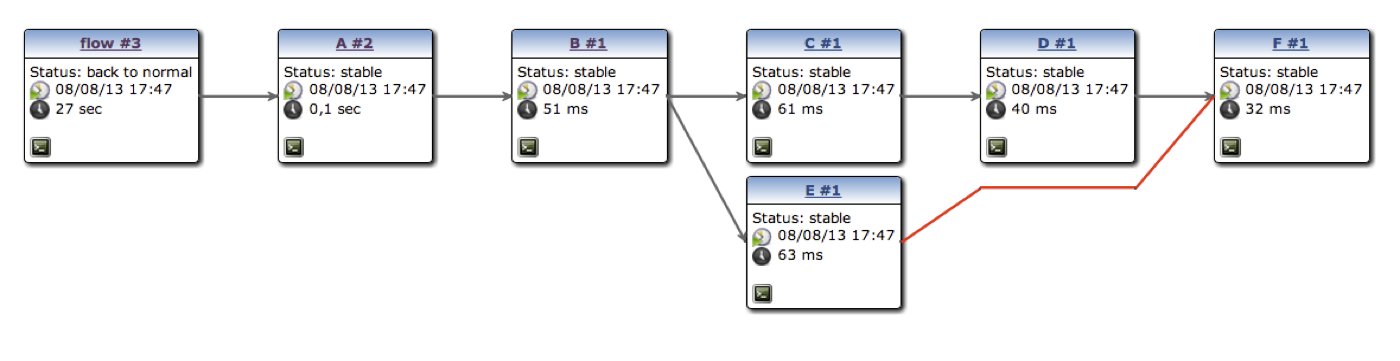 flow #3
Status: back to normal
08/08/13 17:47
27 sec
A #2
Status: stable
08/08/13 17:47
0,1 sec
B #1
Status: stable
08/08/13 17:47
51 ms
C #1
Status: stable
08/08/13 17:47
61 ms
D #1
Status: stable
08/08/13 17:47
40 ms
F #1
Status: stable
08/08/13 17:47
32 ms
E #1
Status: stable
08/08/13 17:47
63 ms